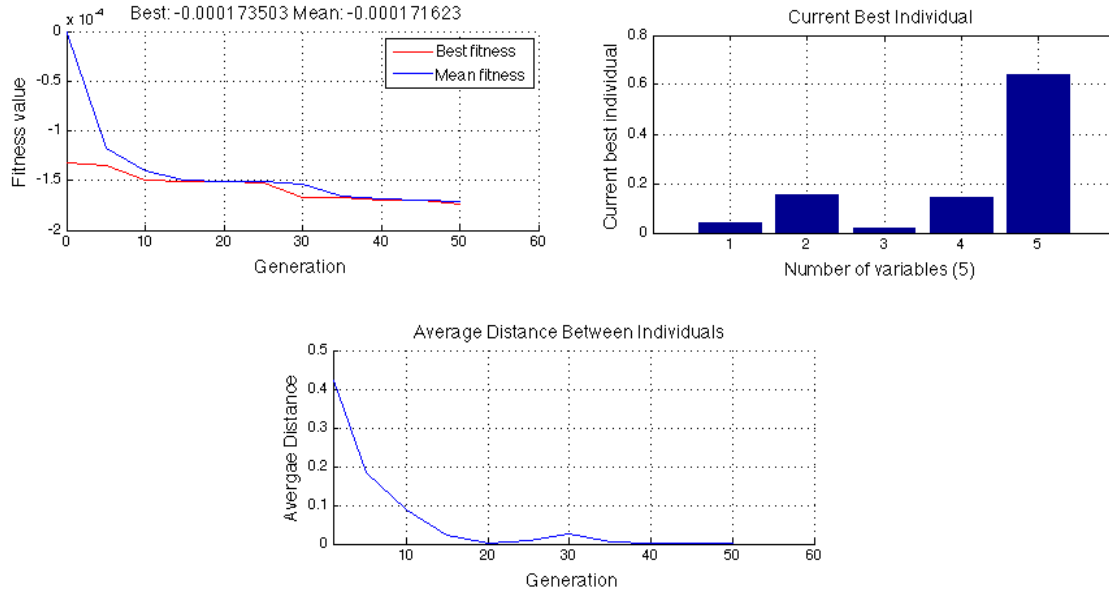 Best: -0.000173503 Mean: -0.000171623
x 10^-4
0
-0.5
-1
-1.5
-2
Fitness value
Best fitness
Mean fitness
0 10 20 30 40 50 60
Generation
Current Best Individual
0.8
0.6
0.4
0.2
0
Current best individual
1 2 3 4 5
Number of variables (5)
Average Distance Between Individuals
0.5
0.4
0.3
0.2
0.1
0
Avergae Distance
10 20 30 40 50 60
Generation